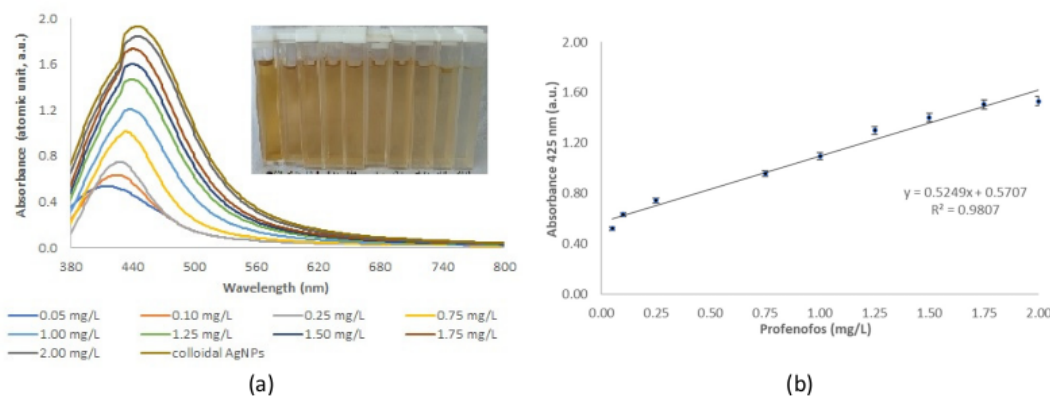 2.0
1.6
1.2
0.8
0.4
0.0
Absorbance (atomic unit, a.u.)
380 440 500 560 620 680 740 800
Wavelength (nm)
0.05 mg/L 0.10 mg/L 0.25 mg/L 0.75 mg/L
1.00 mg/L 1.25 mg/L 1.50 mg/L 1.75 mg/L
2.00 mg/L colloidal AgNPs
(a)
2.00
1.60
1.20
0.80
0.40
0.00
Absorbance 425 nm (a.u.)
y = 0.5249x + 0.5707
R² = 0.9807
0.00 0.25 0.50 0.75 1.00 1.25 1.50 1.75 2.00
Profenofos (mg/L)
(b)